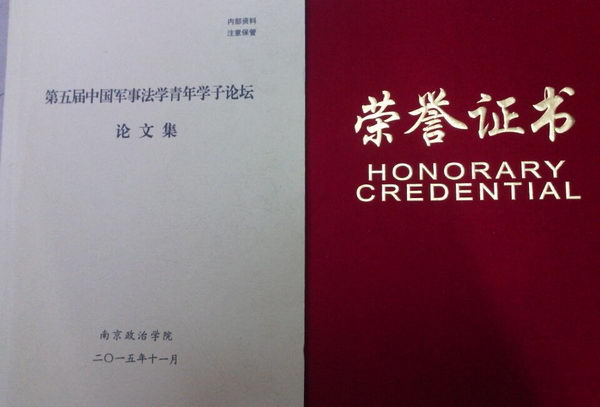 内部资料
注意保管
第五届中国军事法学青年学子论坛
论文集
南京政治学院
二〇一五年十一月
荣誉证书
HONORARY
CREDENTIAL